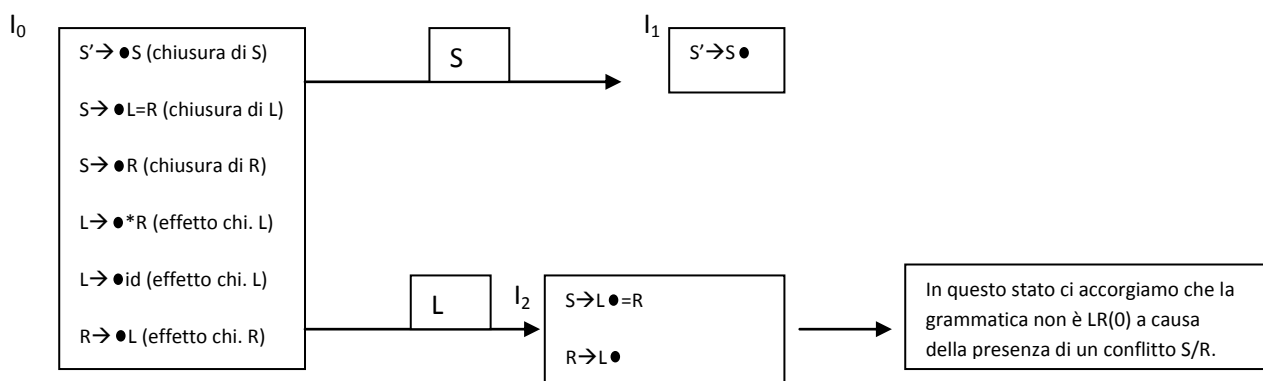 I0
S'→ ●S (chiusura di S)
S→ ●L=R (chiusura di L)
S→ ●R (chiusura di R)
L→ ●*R (effetto chi. L)
L→ ●id (effetto chi. L)
R→ ●L (effetto chi. R)
S
I1
S'→S●
L
I2
S→L●=R
R→L●
In questo stato ci accorgiamo che la
grammatica non è LR(0) a causa
della presenza di un conflitto S/R.